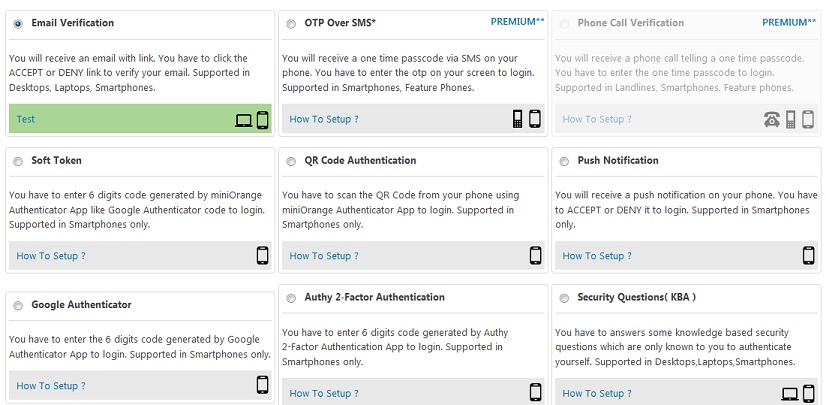 Email Verification
You will receive an email with link. You have to click the
ACCEPT or DENY link to verify your email. Supported in
Desktops, Laptops, Smartphones.
Test
OTP Over SMS*
PREMIUM**
You will receive a one time passcode via SMS on your
phone. You have to enter the otp on your screen to login.
Supported in Smartphones, Feature Phones.
How To Setup ?
Phone Call Verification
PREMIUM**
You will receive a phone call telling a one time passcode.
You have to enter the one time passcode to login.
Supported in Landlines, Smartphones, Feature phones.
How To Setup ?
Soft Token
You have to enter 6 digits code generated by miniOrange
Authenticator App like Google Authenticator code to login.
Supported in Smartphones only.
How To Setup ?
QR Code Authentication
You have to scan the QR Code from your phone using
miniOrange Authenticator App to login. Supported in
Smartphones only.
How To Setup ?
Push Notification
You will receive a push notification on your phone. You have
to ACCEPT or DENY it to login. Supported in Smartphones
only.
How To Setup ?
Google Authenticator
You have to enter the 6 digits code generated by Google
Authenticator App to login. Supported in Smartphones only.
How To Setup ?
Authy 2-Factor Authentication
You have to enter 6 digits code generated by Authy
2-Factor Authentication App to login. Supported in
Smartphones only.
How To Setup ?
Security Questions( KBA )
You have to answers some knowledge based security
questions which are only known to you to authenticate
yourself. Supported in Desktops,Laptops,Smartphones.
How To Setup ?